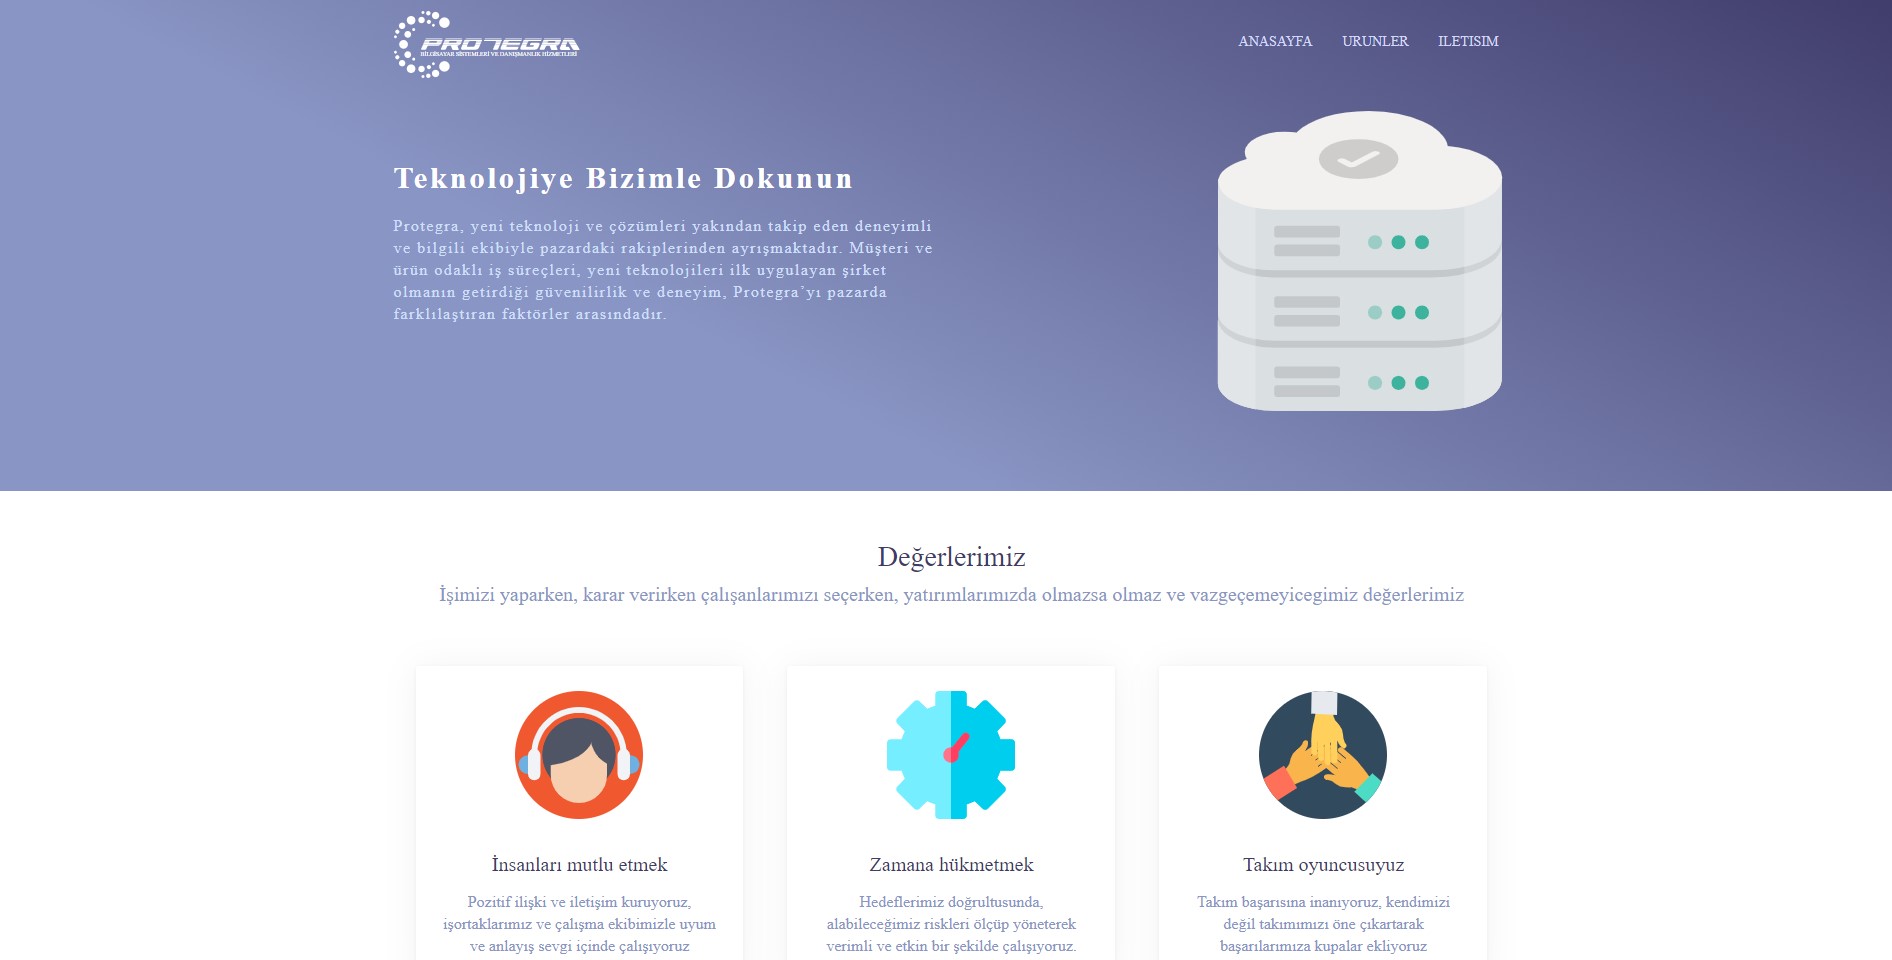 PROTEGRA
BİLGİSAYAR SİSTEMLERİ VE DANIŞMANLIK HİZMETLERİ
ANASAYFA URUNLER ILETISIM
Teknolojiye Bizimle Dokunun
Protegra, yeni teknoloji ve çözümleri yakından takip eden deneyimli
ve bilgili ekibiyle pazardaki rakiplerinden ayrışmaktadır. Müşteri ve
ürün odaklı iş süreçleri, yeni teknolojileri ilk uygulayan şirket
olmanın getirdiği güvenilirlik ve deneyim, Protegra’yı pazarda
farklılaştıran faktörler arasındadır.
Değerlerimiz
İşimizi yaparken, karar verirken çalışanlarımızı seçerken, yatırımlarımızda olmazsa olmaz ve vazgeçemeyicegimiz değerlerimiz
İnsanları mutlu etmek
Pozitif ilişki ve iletişim kuruyoruz,
işortaklarımız ve çalışma ekibimizle uyum
ve anlayış sevgi içinde çalışıyoruz
Zamana hükmetmek
Hedeflerimiz doğrultusunda,
alabileceğimiz riskleri ölçüp yöneterek
verimli ve etkin bir şekilde çalışıyoruz.
Takım oyuncusuyuz
Takım başarısına inanıyoruz, kendimizi
değil takımımızı öne çıkartarak
başarılarımıza kupalar ekliyoruz